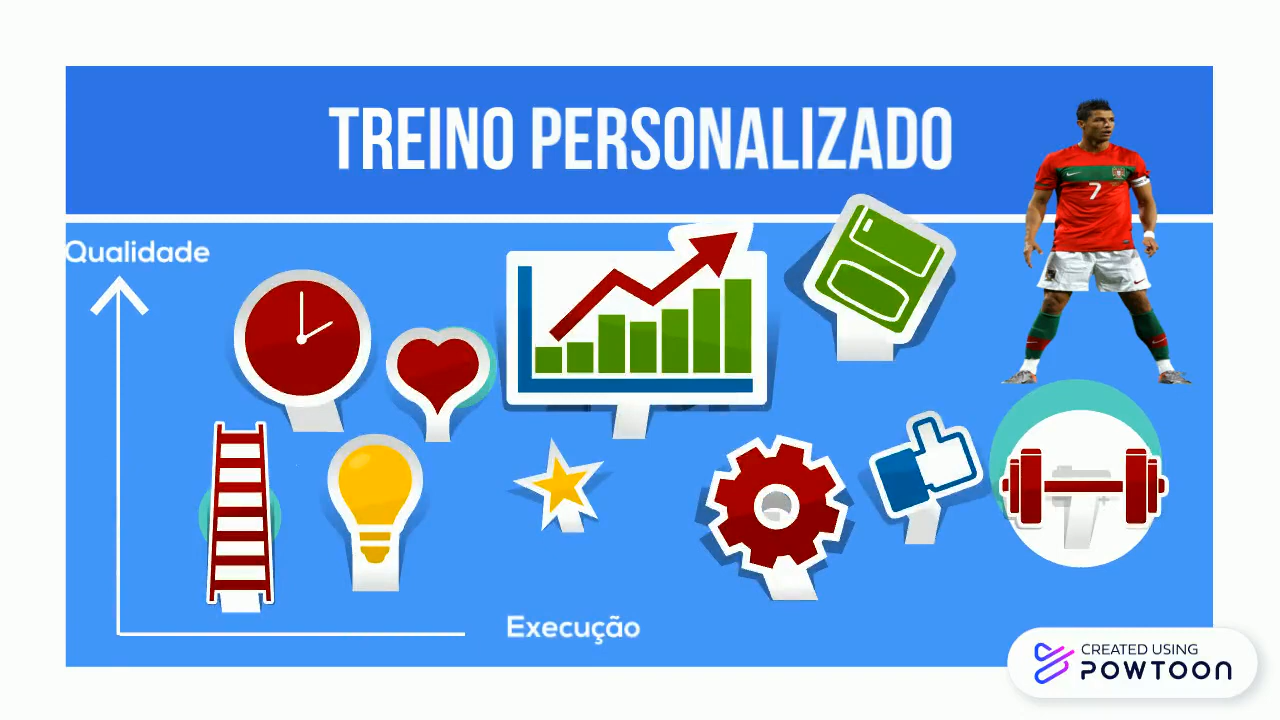 TREINO PERSONALIZADO
7
Qualidade
Execução
CREATED USING
POWTOON